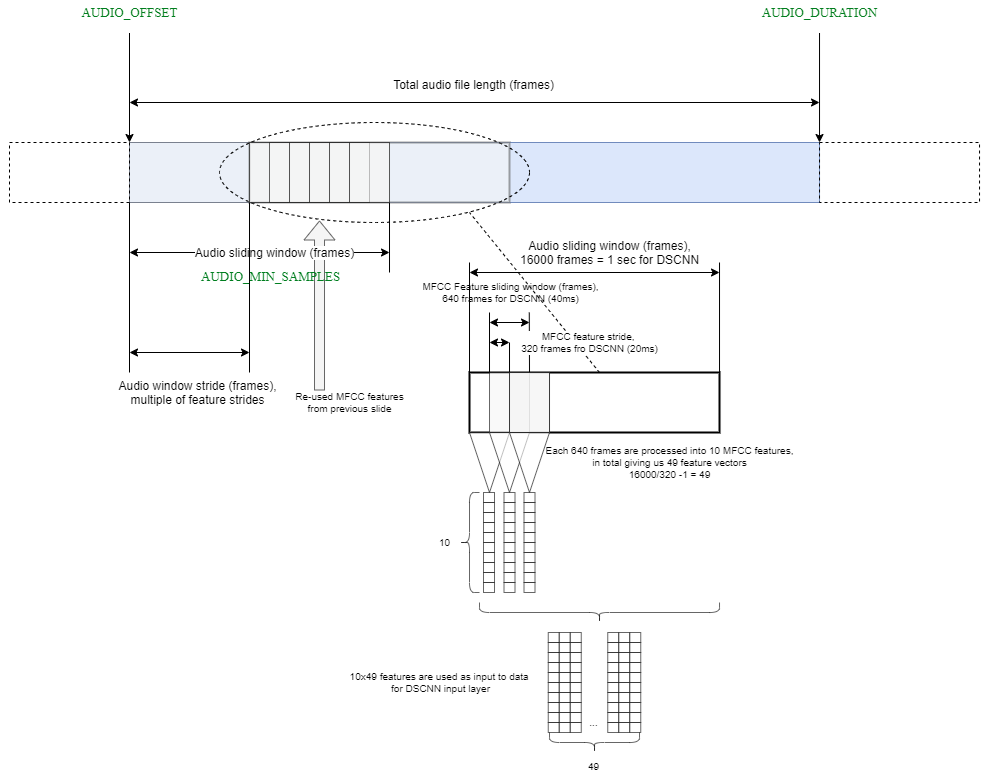 AUDIO_OFFSET
AUDIO_DURATION
Total audio file length (frames)
Audio sliding window (frames)
AUDIO_MIN_SAMPLES
Audio sliding window (frames),
16000 frames = 1 sec for DSCNN
MFCC Feature sliding window (frames),
640 frames for DSCNN (40ms)
MFCC feature stride,
320 frames fro DSCNN (20ms)
Audio window stride (frames),
multiple of feature strides
Re-used MFCC features
from previous slide
Each 640 frames are processed into 10 MFCC features,
in total giving us 49 feature vectors
16000/320 -1 = 49
10
10x49 features are used as input to data
for DSCNN input layer
...
49